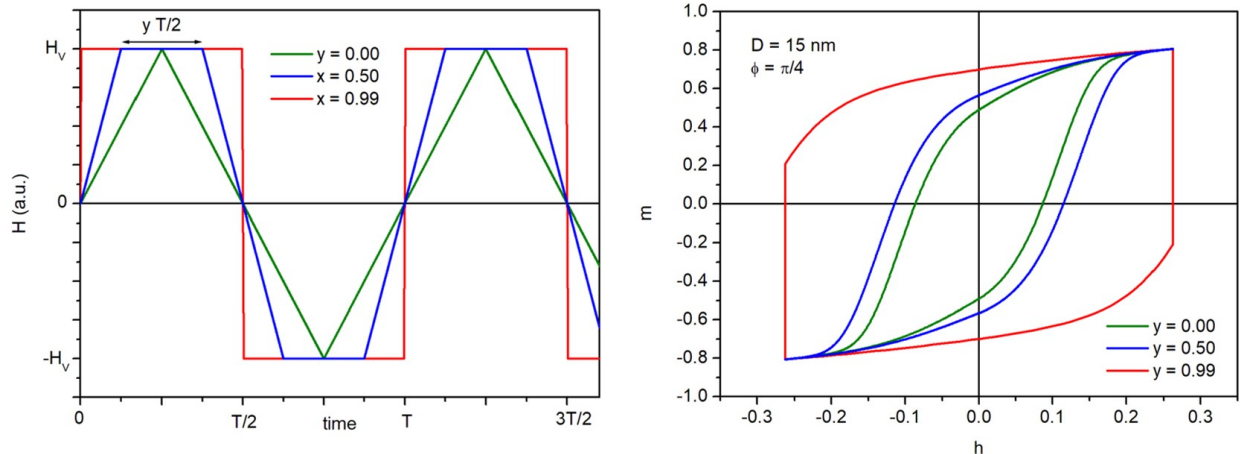 y T/2
H_V
y = 0.00
x = 0.50
x = 0.99
H (a.u.)
0
-H_V
0
T/2
time
T
3T/2
1.0
0.8
D = 15 nm
ϕ = π/4
0.6
0.4
0.2
m
0.0
-0.2
-0.4
-0.6
y = 0.00
y = 0.50
-0.8
y = 0.99
-1.0
-0.3
-0.2
-0.1
0.0
0.1
0.2
0.3
h